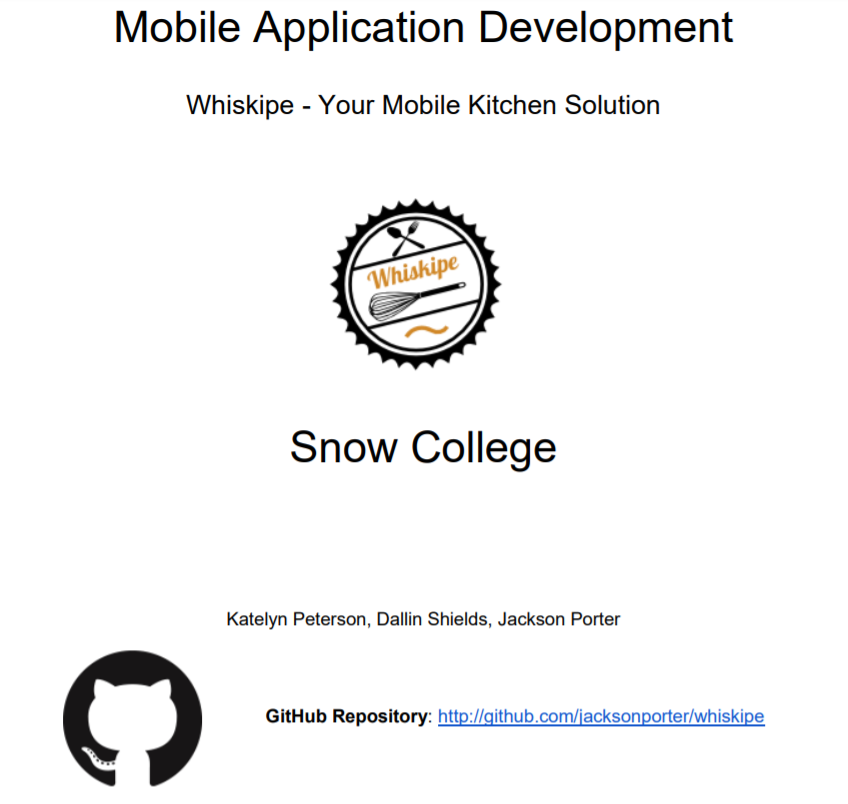 Mobile Application Development
Whiskipe - Your Mobile Kitchen Solution
Whiskipe
Snow College
Katelyn Peterson, Dallin Shields, Jackson Porter
GitHub Repository: http://github.com/jacksonporter/whiskipe